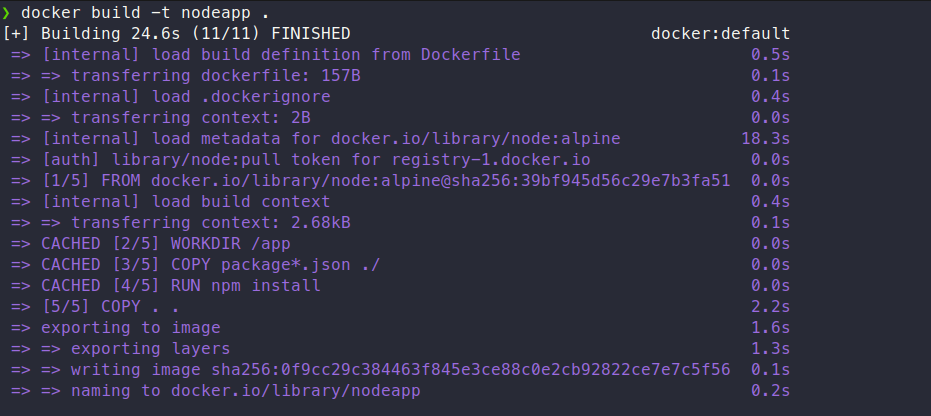 ❯ docker build -t nodeapp .
[+] Building 24.6s (11/11) FINISHED docker:default
=> [internal] load build definition from Dockerfile 0.5s
=> => transferring dockerfile: 157B 0.1s
=> [internal] load .dockerignore 0.4s
=> => transferring context: 2B 0.0s
=> [internal] load metadata for docker.io/library/node:alpine 18.3s
=> [auth] library/node:pull token for registry-1.docker.io 0.0s
=> [1/5] FROM docker.io/library/node:alpine@sha256:39bf945d56c29e7b3fa51 0.0s
=> [internal] load build context 0.4s
=> => transferring context: 2.68kB 0.1s
=> CACHED [2/5] WORKDIR /app 0.0s
=> CACHED [3/5] COPY package*.json ./ 0.0s
=> CACHED [4/5] RUN npm install 0.0s
=> [5/5] COPY . . 2.2s
=> exporting to image 1.6s
=> => exporting layers 1.3s
=> => writing image sha256:0f9cc29c384463f845e3ce88c0e2cb92822ce7e7c5f56 0.1s
=> => naming to docker.io/library/nodeapp 0.2s